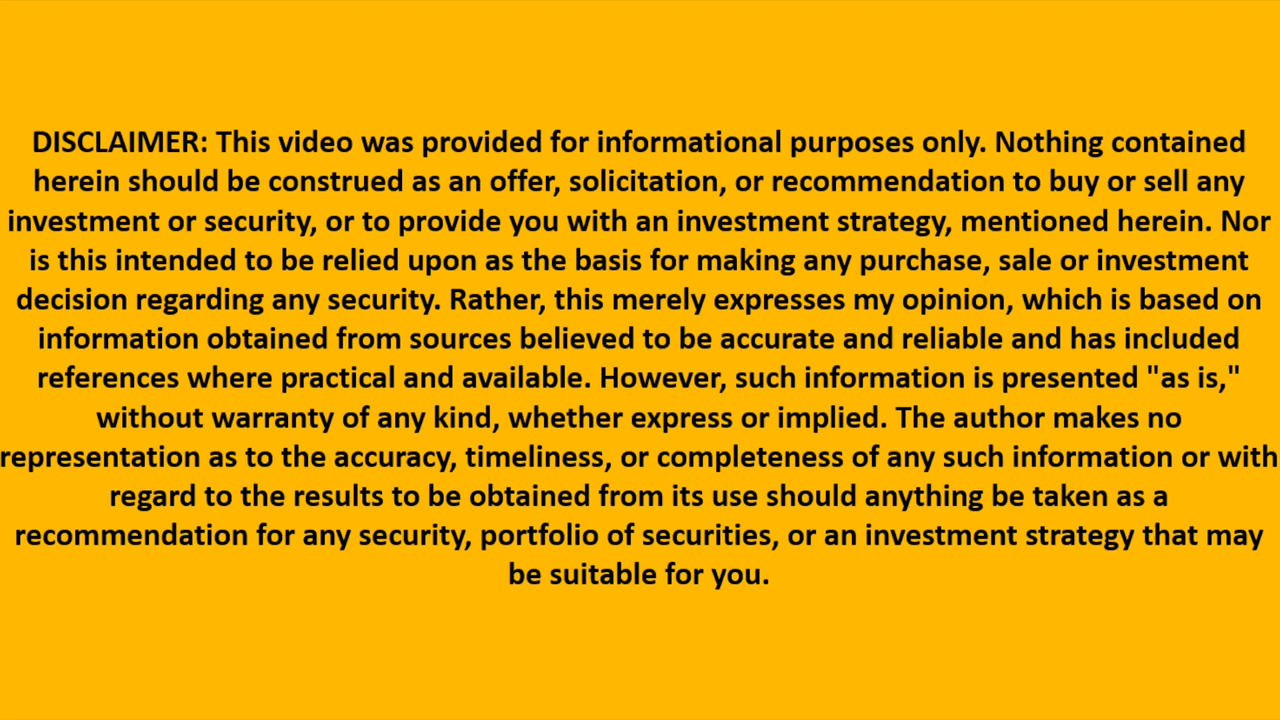 DISCLAIMER: This video was provided for informational purposes only. Nothing contained
herein should be construed as an offer, solicitation, or recommendation to buy or sell any
investment or security, or to provide you with an investment strategy, mentioned herein. Nor
is this intended to be relied upon as the basis for making any purchase, sale or investment
decision regarding any security. Rather, this merely expresses my opinion, which is based on
information obtained from sources believed to be accurate and reliable and has included
references where practical and available. However, such information is presented "as is,"
without warranty of any kind, whether express or implied. The author makes no
representation as to the accuracy, timeliness, or completeness of any such information or with
regard to the results to be obtained from its use should anything be taken as a
recommendation for any security, portfolio of securities, or an investment strategy that may
be suitable for you.